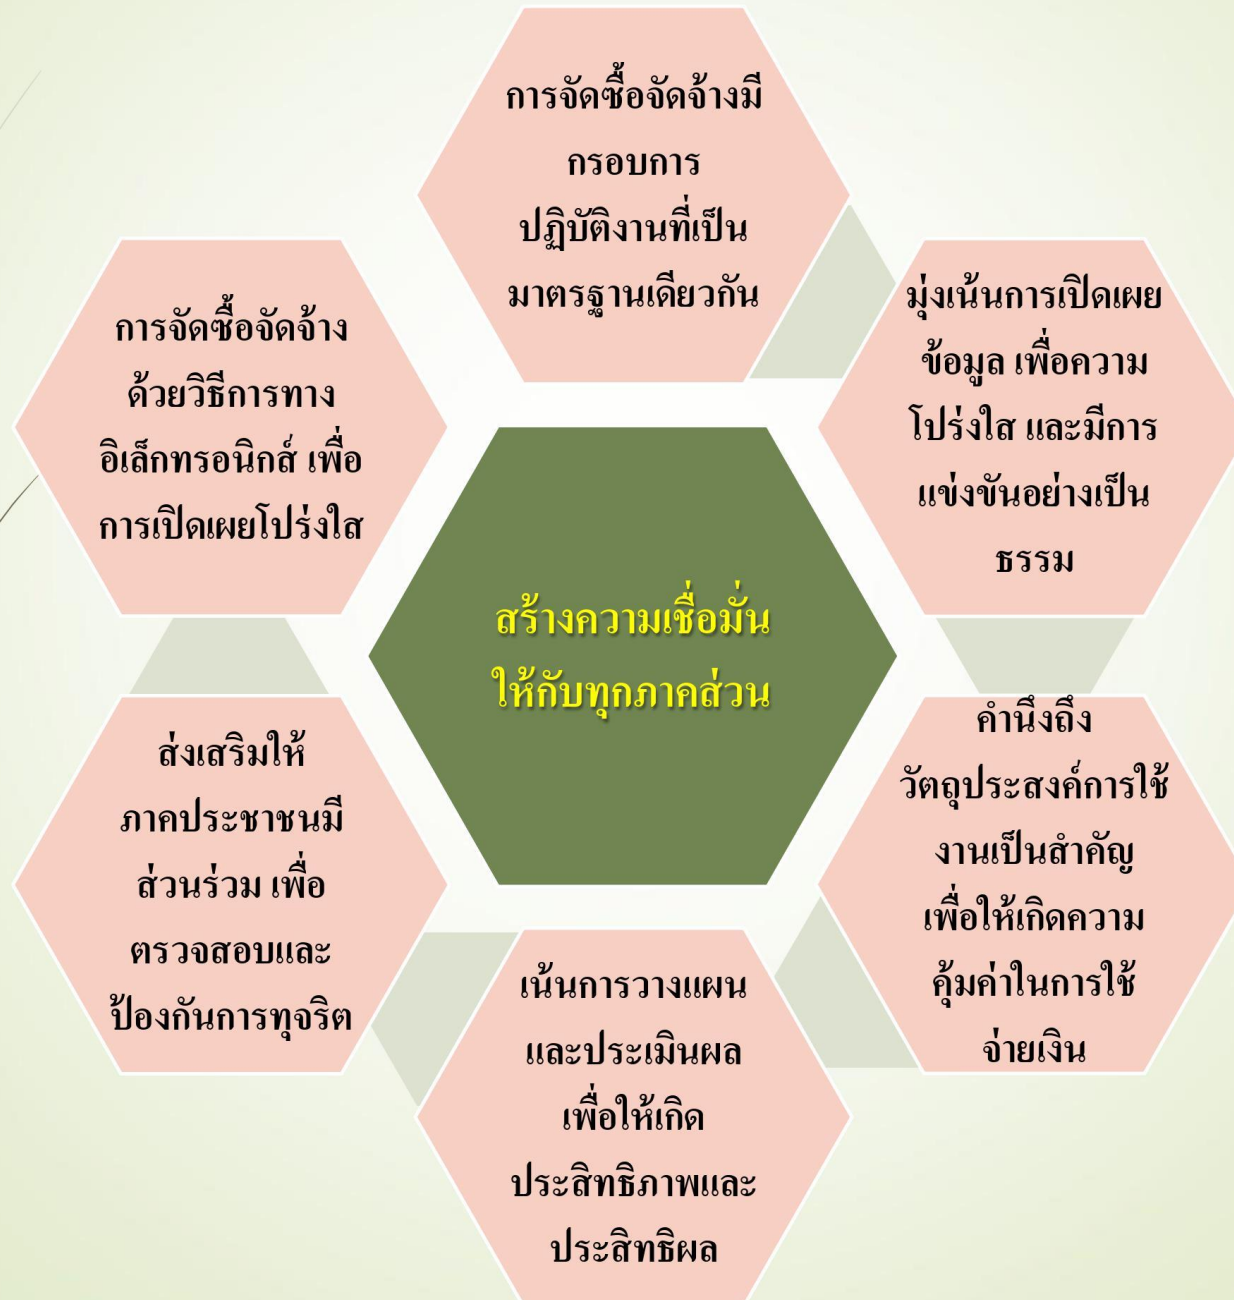 การจัดซื้อจัดจ้างมี
กรอบการ
ปฏิบัติงานที่เป็น
มาตรฐานเดียวกัน
มุ่งเน้นการเปิดเผย
ข้อมูล เพื่อความ
โปร่งใส และมีการ
แข่งขันอย่างเป็น
ธรรม
คำนึงถึง
วัตถุประสงค์การใช้
งานเป็นสำคัญ
เพื่อให้เกิดความ
คุ้มค่าในการใช้
จ่ายเงิน
เน้นการวางแผน
และประเมินผล
เพื่อให้เกิด
ประสิทธิภาพและ
ประสิทธิผล
ส่งเสริมให้
ภาคประชาชนมี
ส่วนร่วม เพื่อ
ตรวจสอบและ
ป้องกันการทุจริต
การจัดซื้อจัดจ้าง
ด้วยวิธีการทาง
อิเล็กทรอนิกส์ เพื่อ
การเปิดเผยโปร่งใส
สร้างความเชื่อมั่น
ให้กับทุกภาคส่วน